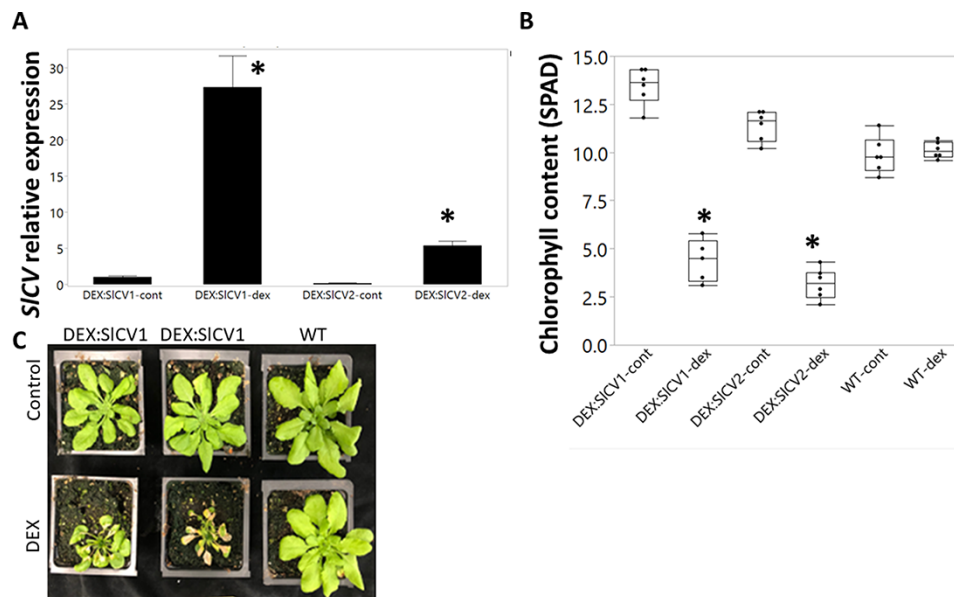 A
SlCV relative expression
30
25
20
15
10
5
0
*
*
DEX:SlCV1-cont
DEX:SlCV1-dex
DEX:SlCV2-cont
DEX:SlCV2-dex
B
Chlorophyll content (SPAD)
15.0
12.5
10.0
7.5
5.0
2.5
0.0
*
*
DEX:SlCV1-cont
DEX:SlCV1-dex
DEX:SlCV2-cont
DEX:SlCV2-dex
WT-cont
WT-dex
C
DEX:SlCV1 DEX:SlCV1 WT
Control
DEX